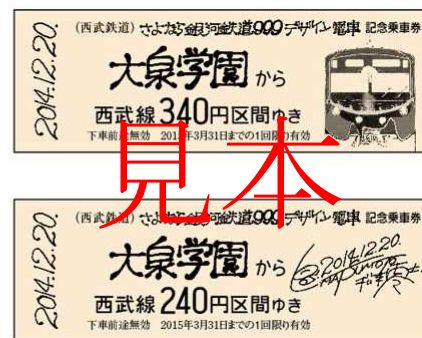 2014.12.20.
(西武鉄道) さよなら銀河鉄道999デザイン電車 記念乗車券
大泉学園から
西武線340円区間ゆき
下車前途無効 2015年3月31日までの1回限り有効
見本
2014.12.20.
(西武鉄道) さよなら銀河鉄道999デザイン電車 記念乗車券
大泉学園から
2014.12.20.
西武線240円区間ゆき
下車前途無効 2015年3月31日までの1回限り有効